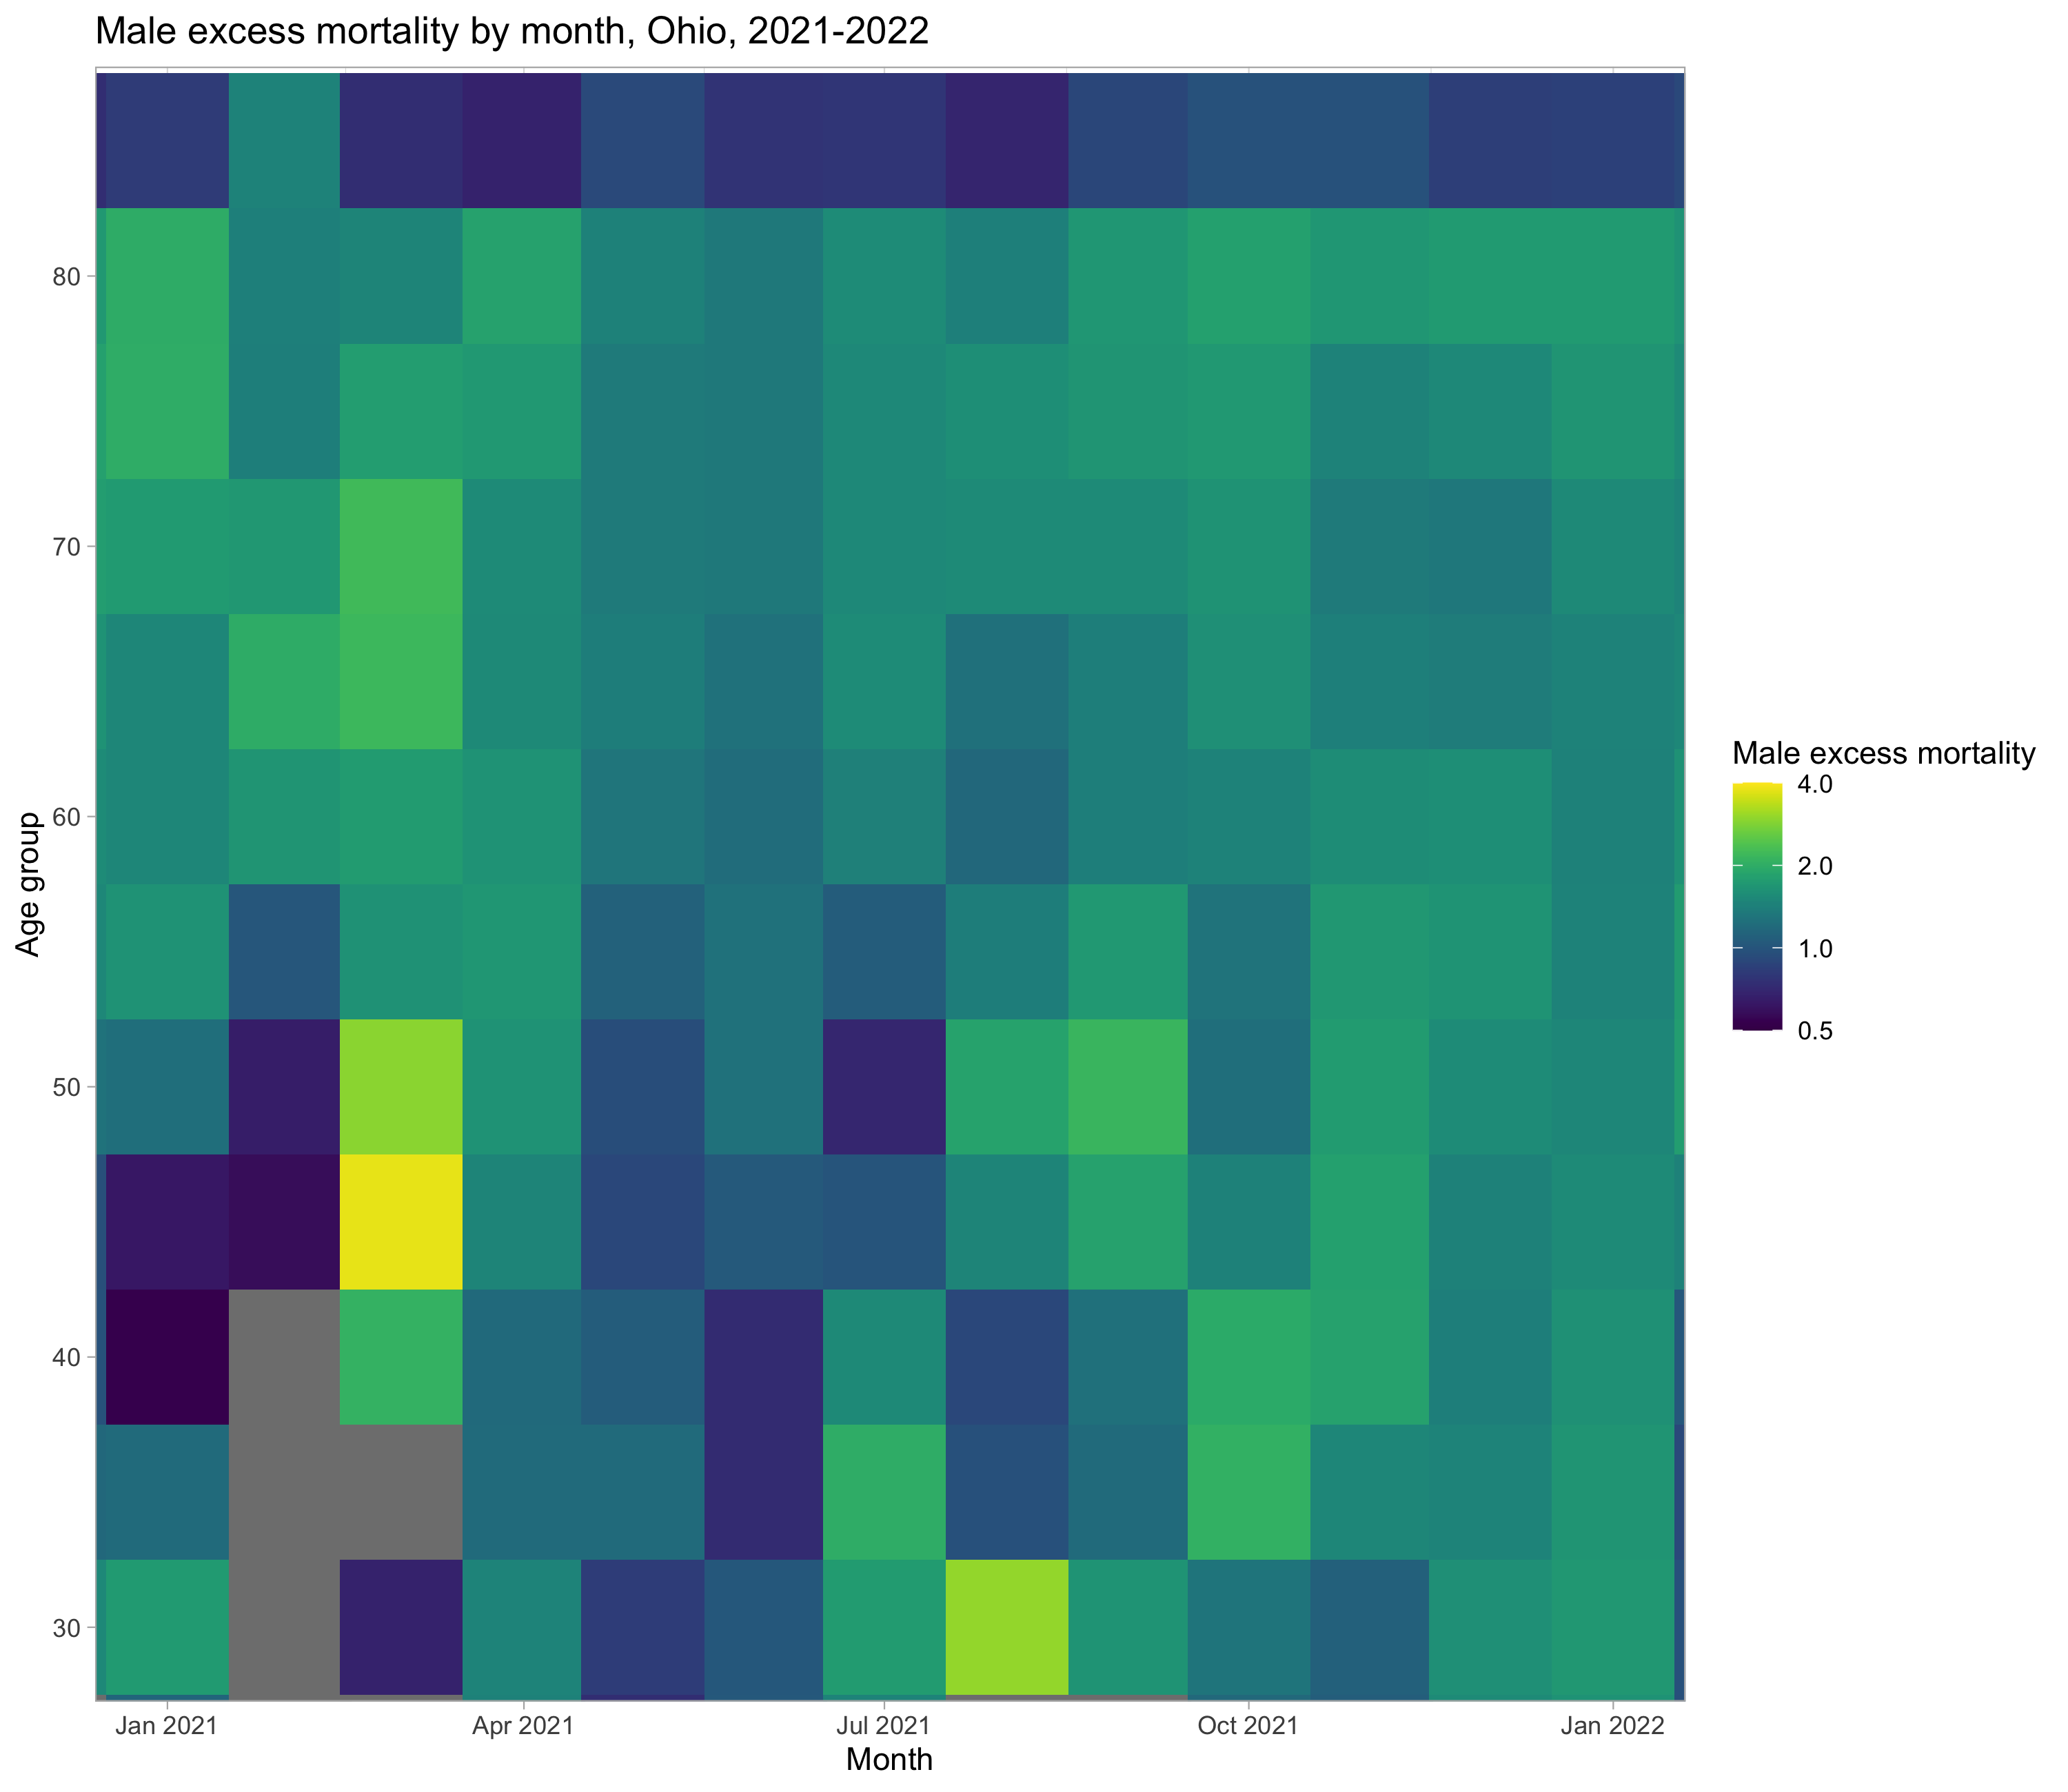 Male excess mortality by month, Ohio, 2021-2022
80
70
60
50
40
30
Age group
Jan 2021 Apr 2021 Jul 2021 Oct 2021 Jan 2022
Month
Male excess mortality
4.0
2.0
1.0
0.5